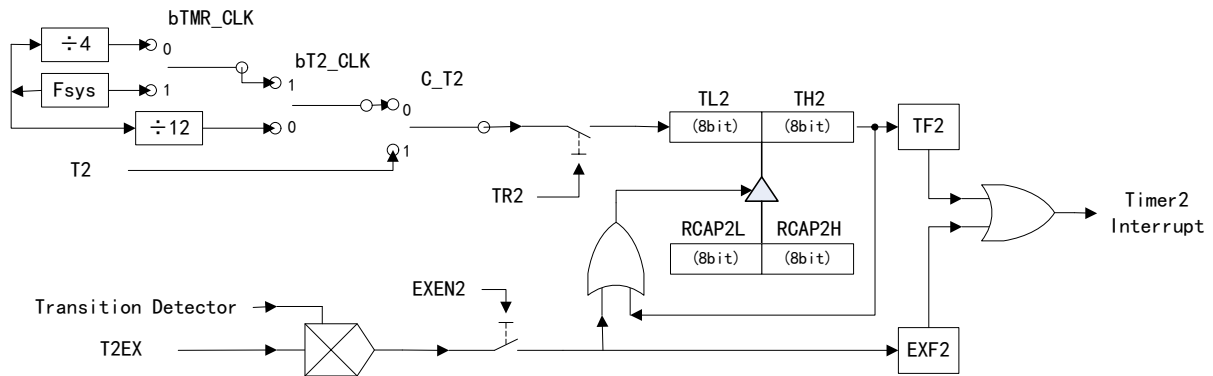 bTMR_CLK
÷4
0
bT2_CLK
C_T2
Fsys
1
1
0
TL2
TH2
(8bit)
(8bit)
TF2
÷12
0
1
T2
TR2
Timer2
Interrupt
RCAP2L
RCAP2H
(8bit)
(8bit)
EXEN2
Transition Detector
T2EX
EXF2